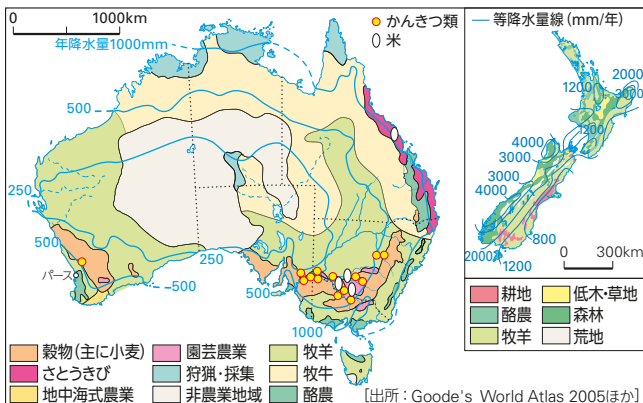 0 1000km
年降水量1000mm
かんきつ類
米
500
250
500
パース
250
500
500
1000
穀物(主に小麦)
さとうきび
地中海式農業
園芸農業
狩猟・採集
非農業地域
牧羊
牧牛
酪農
等降水量線(mm/年)
2000
1200
3000
1200
4000
3000
3000
4000
800
2000
1200
0 300km
耕地
酪農
牧羊
低木・草地
森林
荒地
[出所:Goode's World Atlas 2005ほか]